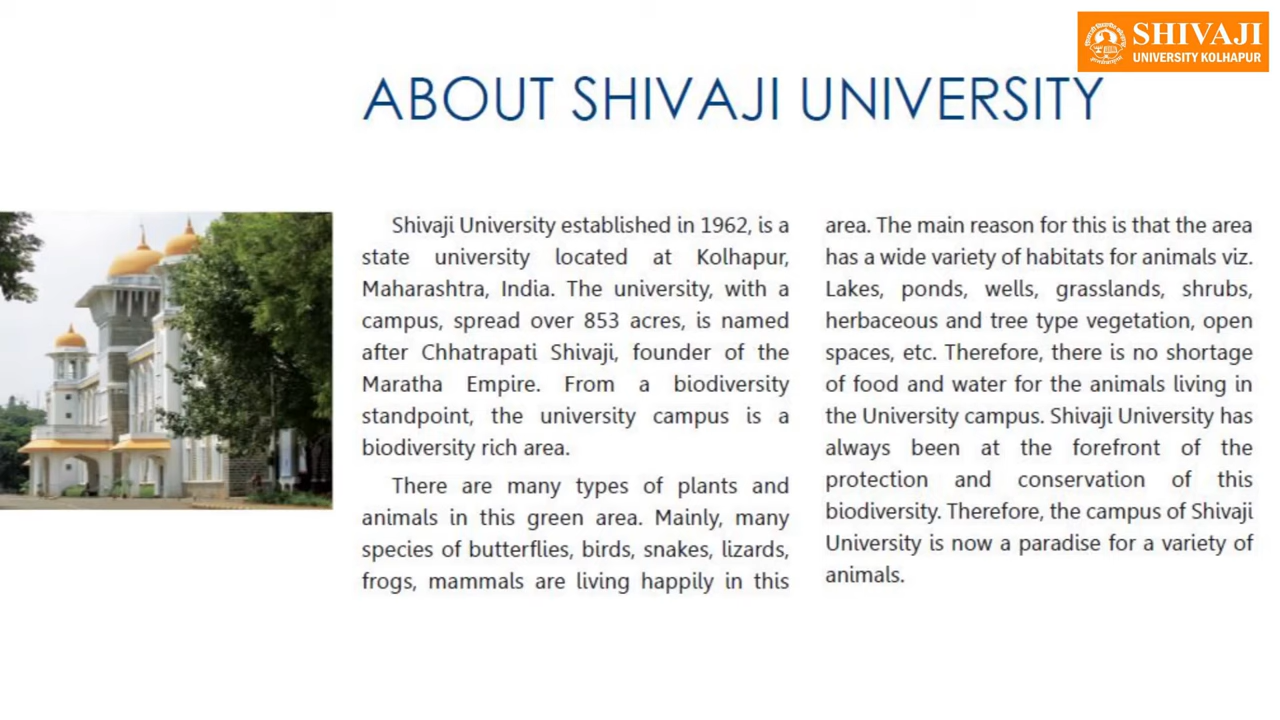 SHIVAJI
UNIVERSITY KOLHAPUR
ABOUT SHIVAJI UNIVERSITY
Shivaji University established in 1962, is a
state university located at Kolhapur,
Maharashtra, India. The university, with a
campus, spread over 853 acres, is named
after Chhatrapati Shivaji, founder of the
Maratha Empire. From a biodiversity
standpoint, the university campus is a
biodiversity rich area.
There are many types of plants and
animals in this green area. Mainly, many
species of butterflies, birds, snakes, lizards,
frogs, mammals are living happily in this
area. The main reason for this is that the area
has a wide variety of habitats for animals viz.
Lakes, ponds, wells, grasslands, shrubs,
herbaceous and tree type vegetation, open
spaces, etc. Therefore, there is no shortage
of food and water for the animals living in
the University campus. Shivaji University has
always been at the forefront of the
protection and conservation of this
biodiversity. Therefore, the campus of Shivaji
University is now a paradise for a variety of
animals.